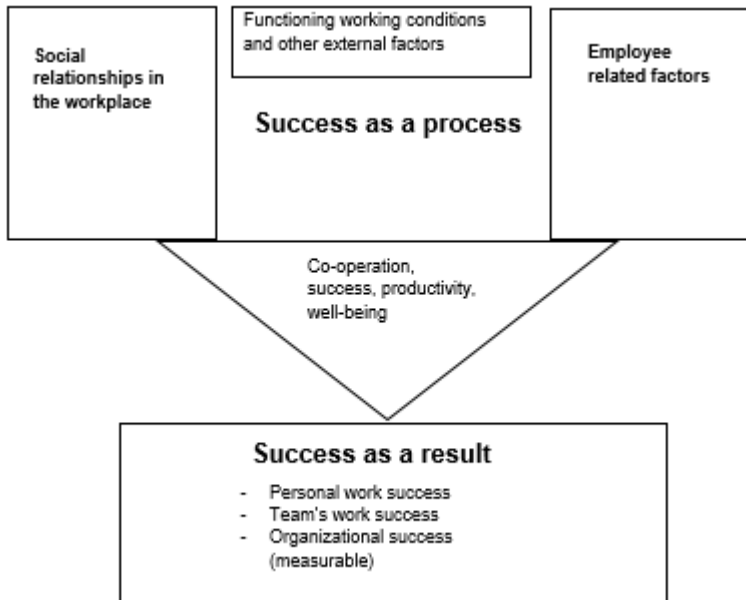 Functioning working conditions
and other external factors
Social
relationships in
the workplace
Employee
related factors
Success as a process
Co-operation,
success, productivity,
well-being
Success as a result
- Personal work success
- Team's work success
- Organizational success
(measurable)